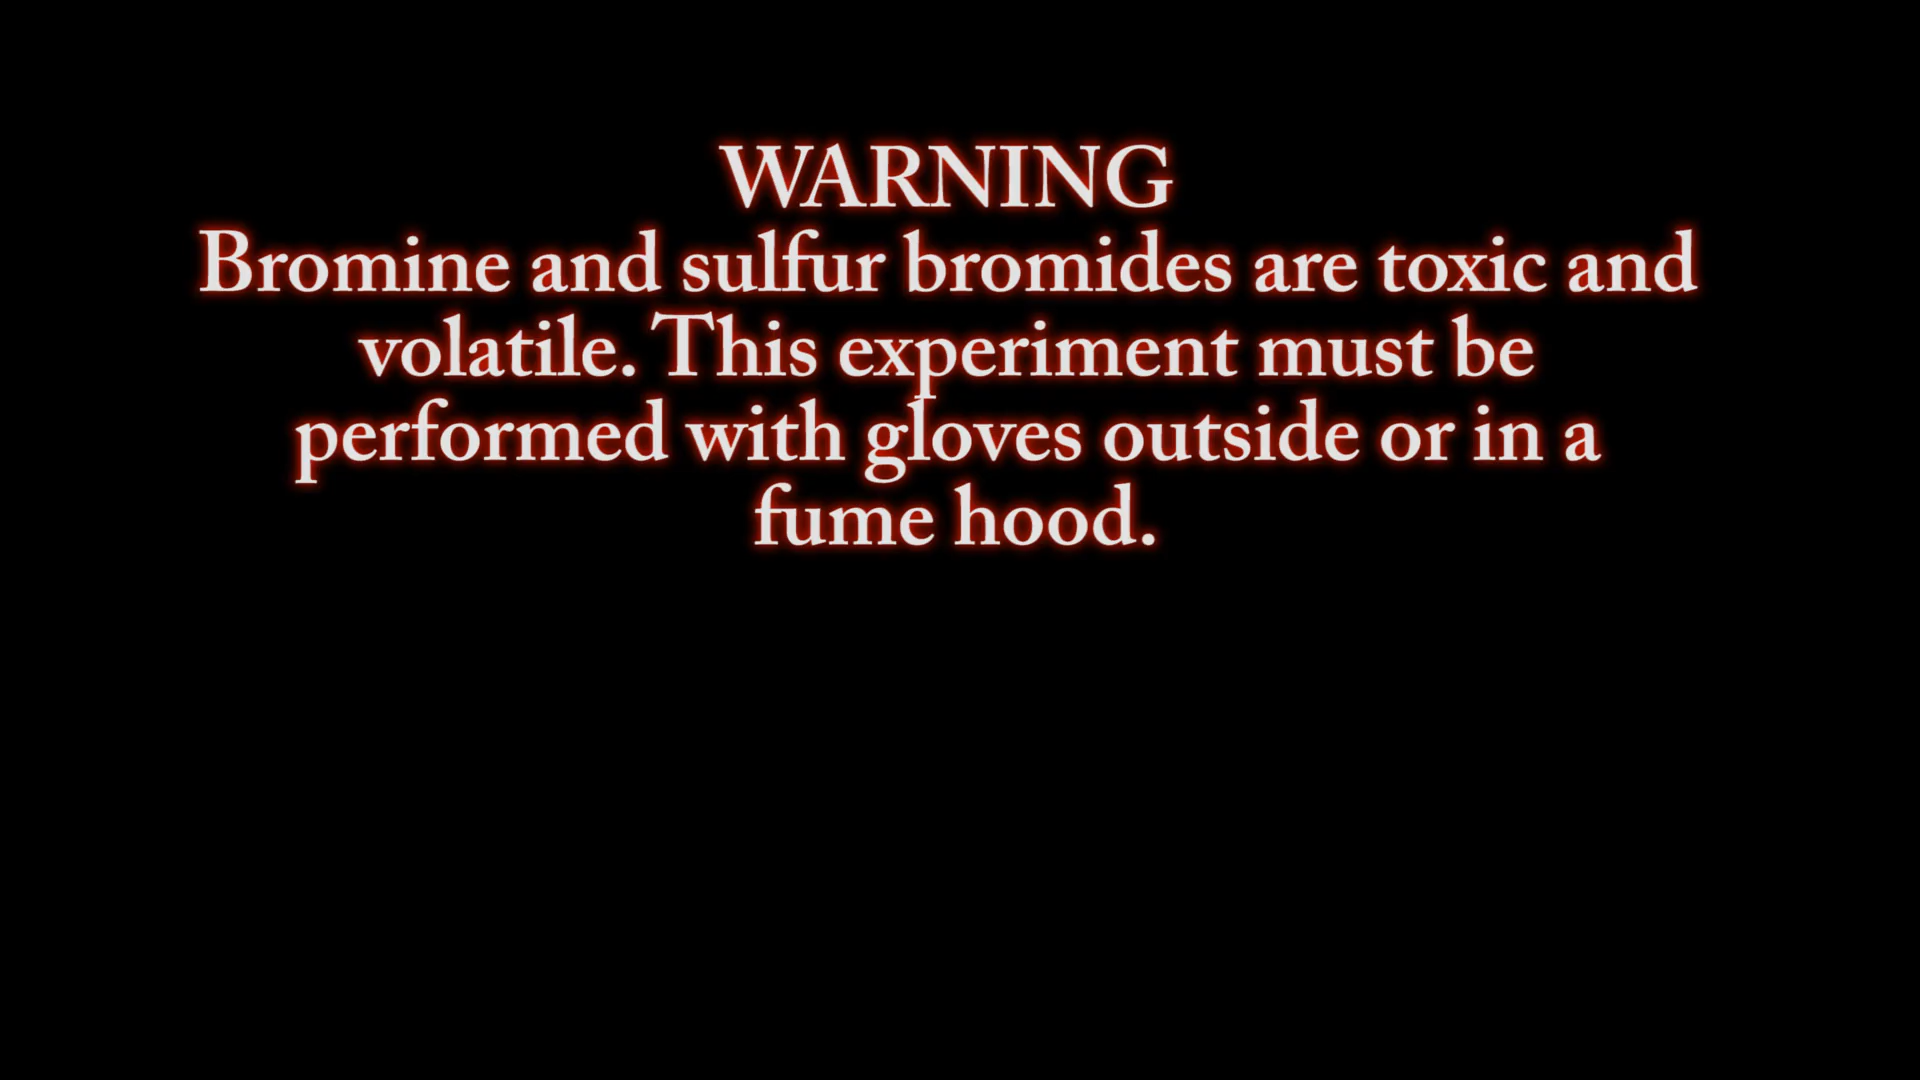 WARNING
Bromine and sulfur bromides are toxic and
volatile. This experiment must be
performed with gloves outside or in a
fume hood.